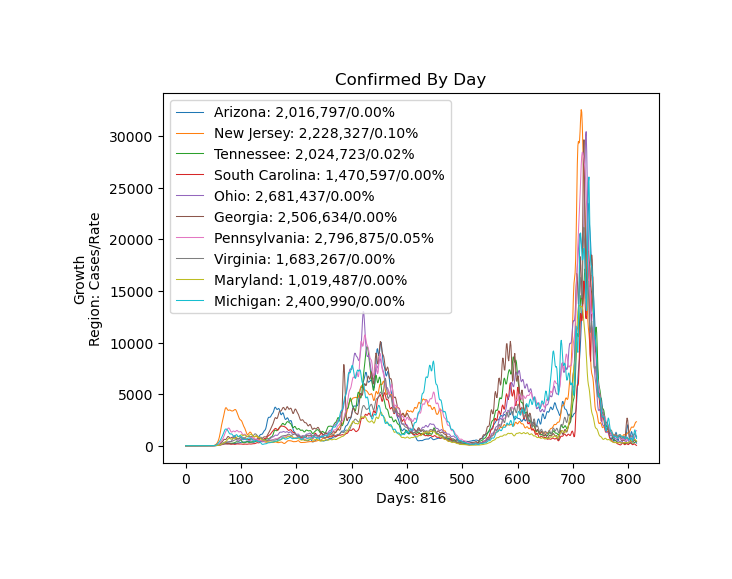 Confirmed By Day
Growth
Region: Cases/Rate
30000
25000
20000
15000
10000
5000
0
Arizona: 2,016,797/0.00%
New Jersey: 2,228,327/0.10%
Tennessee: 2,024,723/0.02%
South Carolina: 1,470,597/0.00%
Ohio: 2,681,437/0.00%
Georgia: 2,506,634/0.00%
Pennsylvania: 2,796,875/0.05%
Virginia: 1,683,267/0.00%
Maryland: 1,019,487/0.00%
Michigan: 2,400,990/0.00%
0 100 200 300 400 500 600 700 800
Days: 816